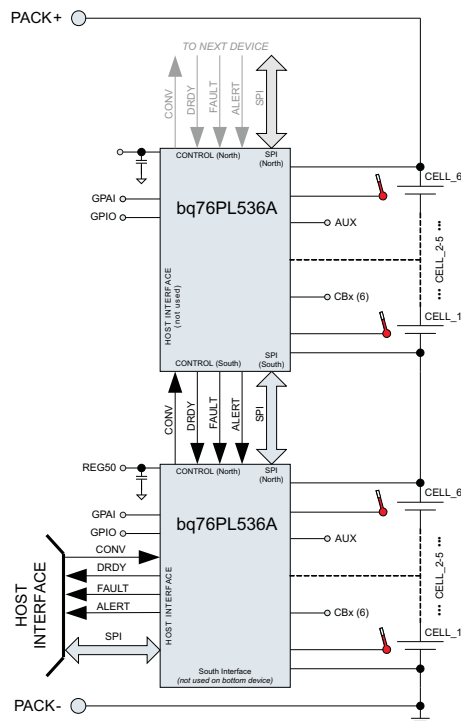 PACK+
TO NEXT DEVICE
CONV
DRDY
FAULT
ALERT
SPI
CONTROL (North)
SPI
(North)
CELL_6
GPAI
GPIO
bq76PL536A
AUX
HOST INTERFACE
(not used)
CELL_2-5
... ...
CBx (6)
CELL_1
CONTROL (South)
SPI
(South)
CONV
DRDY
FAULT
ALERT
SPI
REG50
CONTROL (North)
SPI
(North)
CELL_6
GPAI
GPIO
bq76PL536A
AUX
HOST
INTERFACE
CONV
DRDY
FAULT
ALERT
SPI
HOST INTERFACE
... CELL_2-5 ...
CBx (6)
CELL_1
South Interface
(not used on bottom device)
PACK-